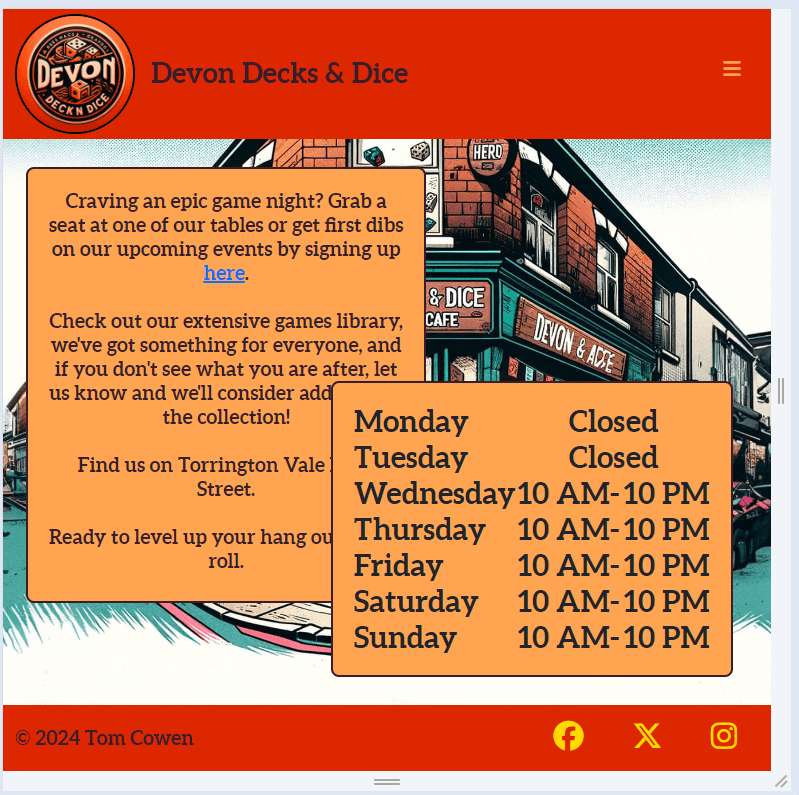 DEVON
DECK N DICE
Devon Decks & Dice
HERO
Craving an epic game night? Grab a
seat at one of our tables or get first dibs
on our upcoming events by signing up
here.
Check out our extensive games library,
we've got something for everyone, and
if you don't see what you are after, let
us know and we'll consider add
the collection!
Find us on Torrington Vale
Street.
Ready to level up your hang ou
roll.
& DICE
CAFE
DEVON &
Monday Closed
Tuesday Closed
Wednesday 10 AM - 10 PM
Thursday 10 AM - 10 PM
Friday 10 AM - 10 PM
Saturday 10 AM - 10 PM
Sunday 10 AM - 10 PM
© 2024 Tom Cowen